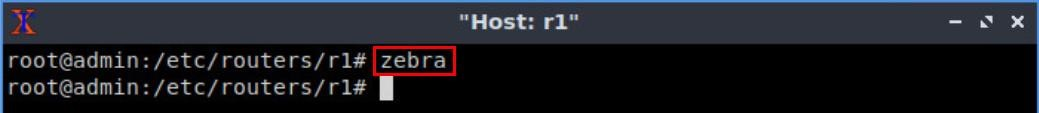 "Host: r1"
root@admin:/etc/routers/r1# zebra
root@admin:/etc/routers/r1#